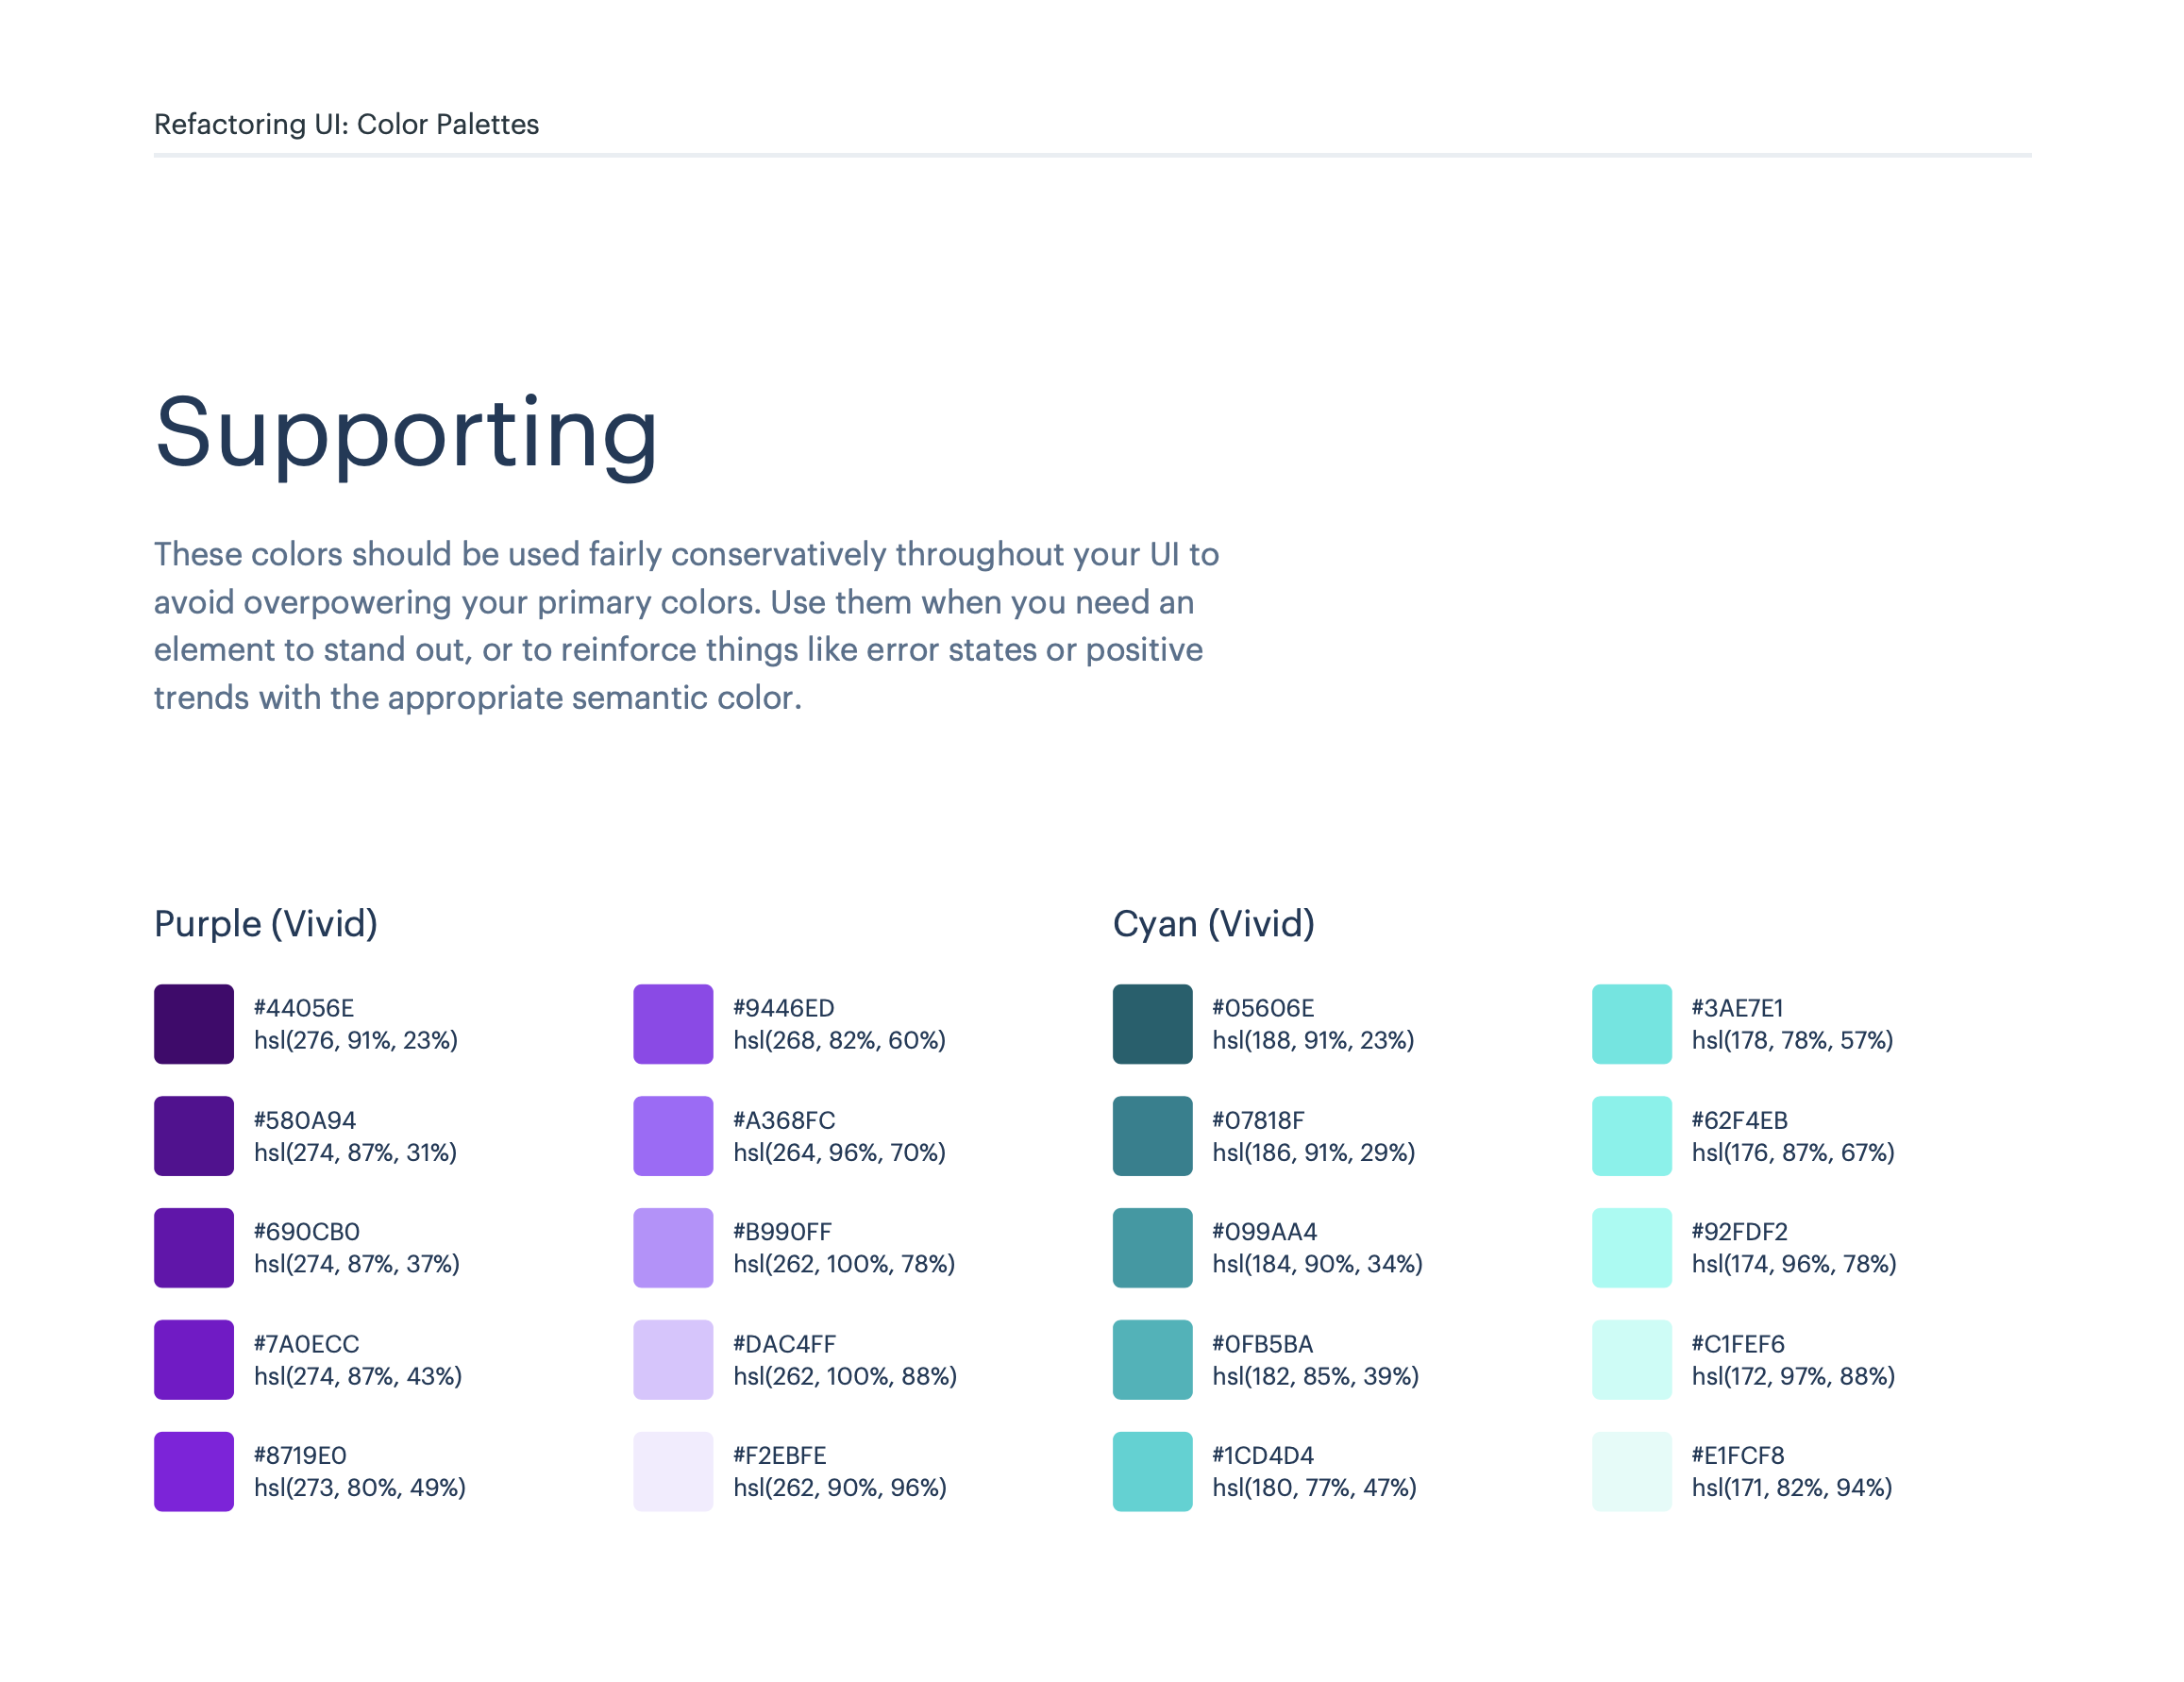 Refactoring UI: Color Palettes
Supporting
These colors should be used fairly conservatively throughout your UI to
avoid overpowering your primary colors. Use them when you need an
element to stand out, or to reinforce things like error states or positive
trends with the appropriate semantic color.
Purple (Vivid)
#44056E
hsl(276, 91%, 23%)
#580A94
hsl(274, 87%, 31%)
#690CB0
hsl(274, 87%, 37%)
#7A0ECC
hsl(274, 87%, 43%)
#8719E0
hsl(273, 80%, 49%)
#9446ED
hsl(268, 82%, 60%)
#A368FC
hsl(264, 96%, 70%)
#B990FF
hsl(262, 100%, 78%)
#DAC4FF
hsl(262, 100%, 88%)
#F2EBFE
hsl(262, 90%, 96%)
Cyan (Vivid)
#05606E
hsl(188, 91%, 23%)
#07818F
hsl(186, 91%, 29%)
#099AA4
hsl(184, 90%, 34%)
#0FB5BA
hsl(182, 85%, 39%)
#1CD4D4
hsl(180, 77%, 47%)
#3AE7E1
hsl(178, 78%, 57%)
#62F4EB
hsl(176, 87%, 67%)
#92FDF2
hsl(174, 96%, 78%)
#C1FEF6
hsl(172, 97%, 88%)
#E1FCF8
hsl(171, 82%, 94%)